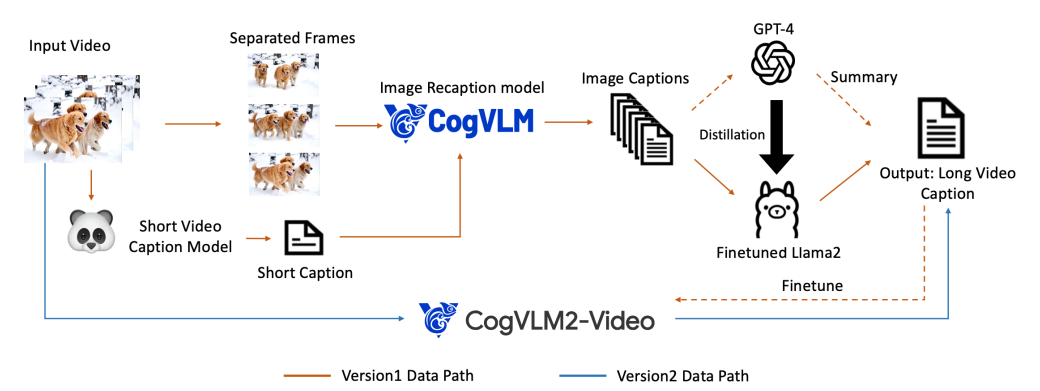 Input Video
Separated Frames
Image Recaption model
CogVLM
Image Captions
GPT-4
Summary
Distillation
Finetuned Llama2
Output: Long Video
Caption
Short Video
Caption Model
Short Caption
Finetune
CogVLM2-Video
Version1 Data Path
Version2 Data Path